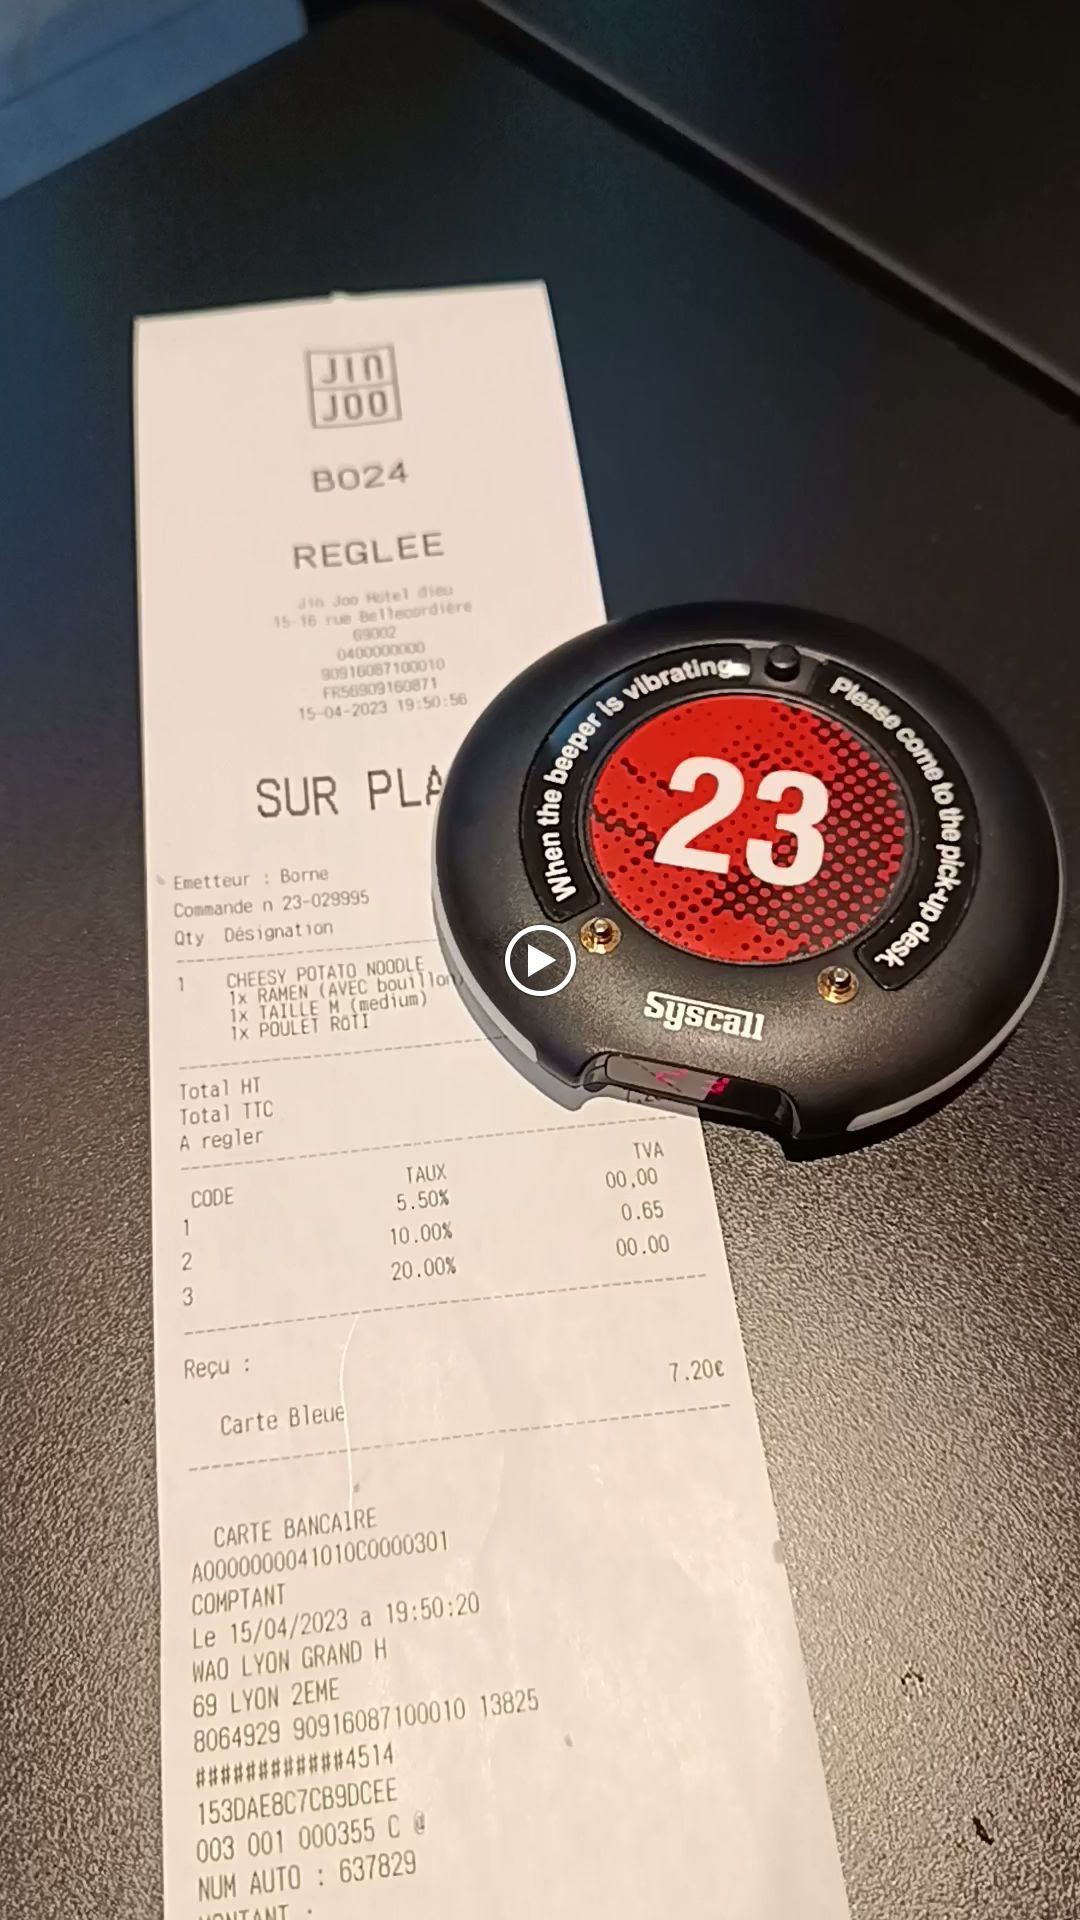 JIN
JOO
B024
REGLEE
Jin Joo Hotel dieu
15-16 rue Bellecordière
69002
0400000000
90916087100010
FR56909160871
15-04-2023 19:50:56
SUR PLA
Emetteur : Borne
Commande n 23-029995
Qty Désignation
1 CHEESY POTATO NOODLE
1x RAMEN (AVEC bouillon)
1x TAILLE M (medium)
1x POULET RôTI
Total HT
Total TTC
A regler
CODE TAUX TVA
1 5.50% 00,00
2 10.00% 0.65
3 20.00% 00.00
Reçu :
Carte Bleue 7.20€
CARTE BANCAIRE
A0000000041010C0000301
COMPTANT
Le 15/04/2023 a 19:50:20
WAO LYON GRAND H
69 LYON 2EME
8064929 90916087100010 13825
############4514
153DAE8C7CB9DCEE
003 001 000355 C @
NUM AUTO : 637829
MONTANT :
When the beeper is vibrating
Please come to the pick-up desk
23
Syscall